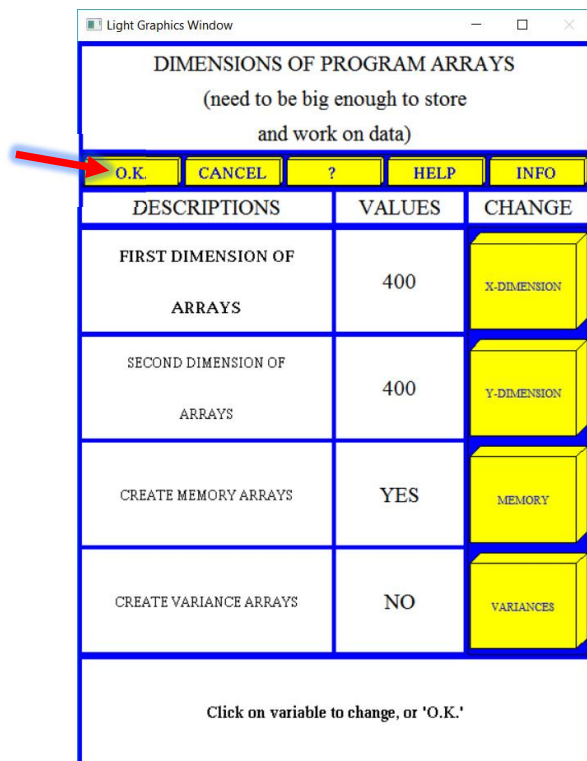 Light Graphics Window
DIMENSIONS OF PROGRAM ARRAYS
(need to be big enough to store
and work on data)
O.K. CANCEL ? HELP INFO
DESCRIPTIONS VALUES CHANGE
FIRST DIMENSION OF
ARRAYS
400
X-DIMENSION
SECOND DIMENSION OF
ARRAYS
400
Y-DIMENSION
CREATE MEMORY ARRAYS YES MEMORY
CREATE VARIANCE ARRAYS NO VARIANCES
Click on variable to change, or 'O.K.'